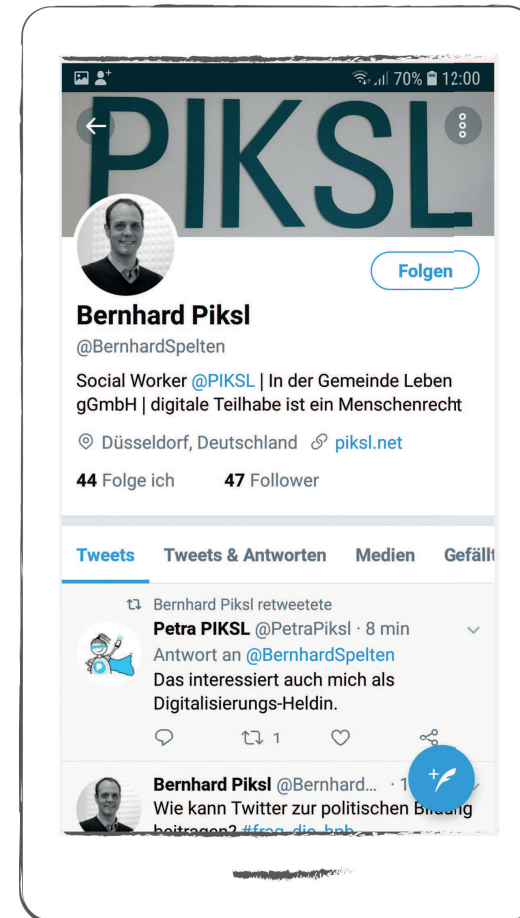 70% 12:00
PIKSL
Folgen
Bernhard Piksl
@BernhardSpelten
Social Worker @PIKSL | In der Gemeinde Leben
gGmbH | digitale Teilhabe ist ein Menschenrecht
Düsseldorf, Deutschland piksl.net
44 Folge ich 47 Follower
Tweets Tweets & Antworten Medien Gefällt
Bernhard Piksl retweetete
Petra PIKSL @PetraPiksl · 8 min
Antwort an @BernhardSpelten
Das interessiert auch mich als
Digitalisierungs-Heldin.
1
Bernhard Piksl @Bernhard... · 1
Wie kann Twitter zur politischen Bildung
beitragen? #frag_die_bpb